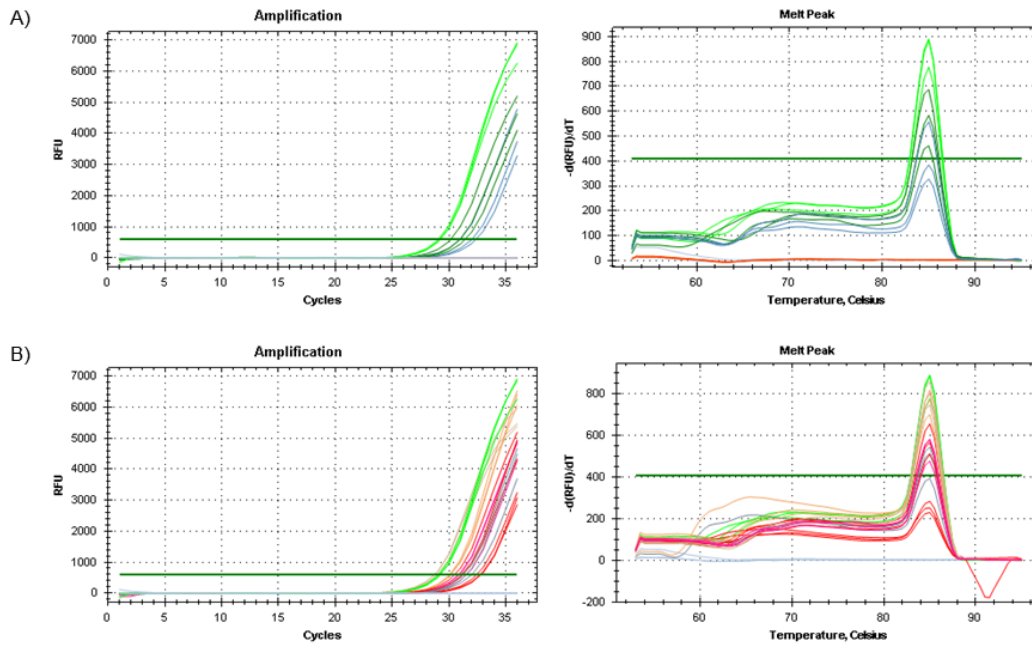 A)
Amplification
7000
6000
5000
4000
3000
2000
1000
0
RFU
0 5 10 15 20 25 30 35
Cycles
Melt Peak
900
800
700
600
500
400
300
200
100
0
-d(RFU)/dT
60 70 80 90
Temperature, Celsius
B)
Amplification
7000
6000
5000
4000
3000
2000
1000
0
RFU
0 5 10 15 20 25 30 35
Cycles
Melt Peak
800
600
400
200
0
-200
-d(RFU)/dT
60 70 80 90
Temperature, Celsius